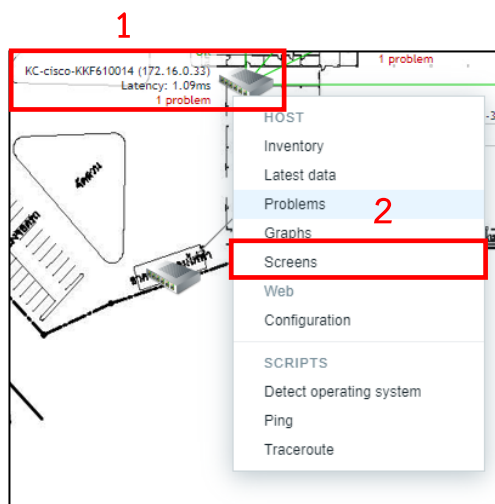 1
1 problem
KC-cisco-KKF610014 (172.16.0.33)
Latency: 1.09ms
1 problem
HOST
Inventory
Latest data
Problems
2
Graphs
Screens
Web
Configuration
SCRIPTS
Detect operating system
Ping
Traceroute